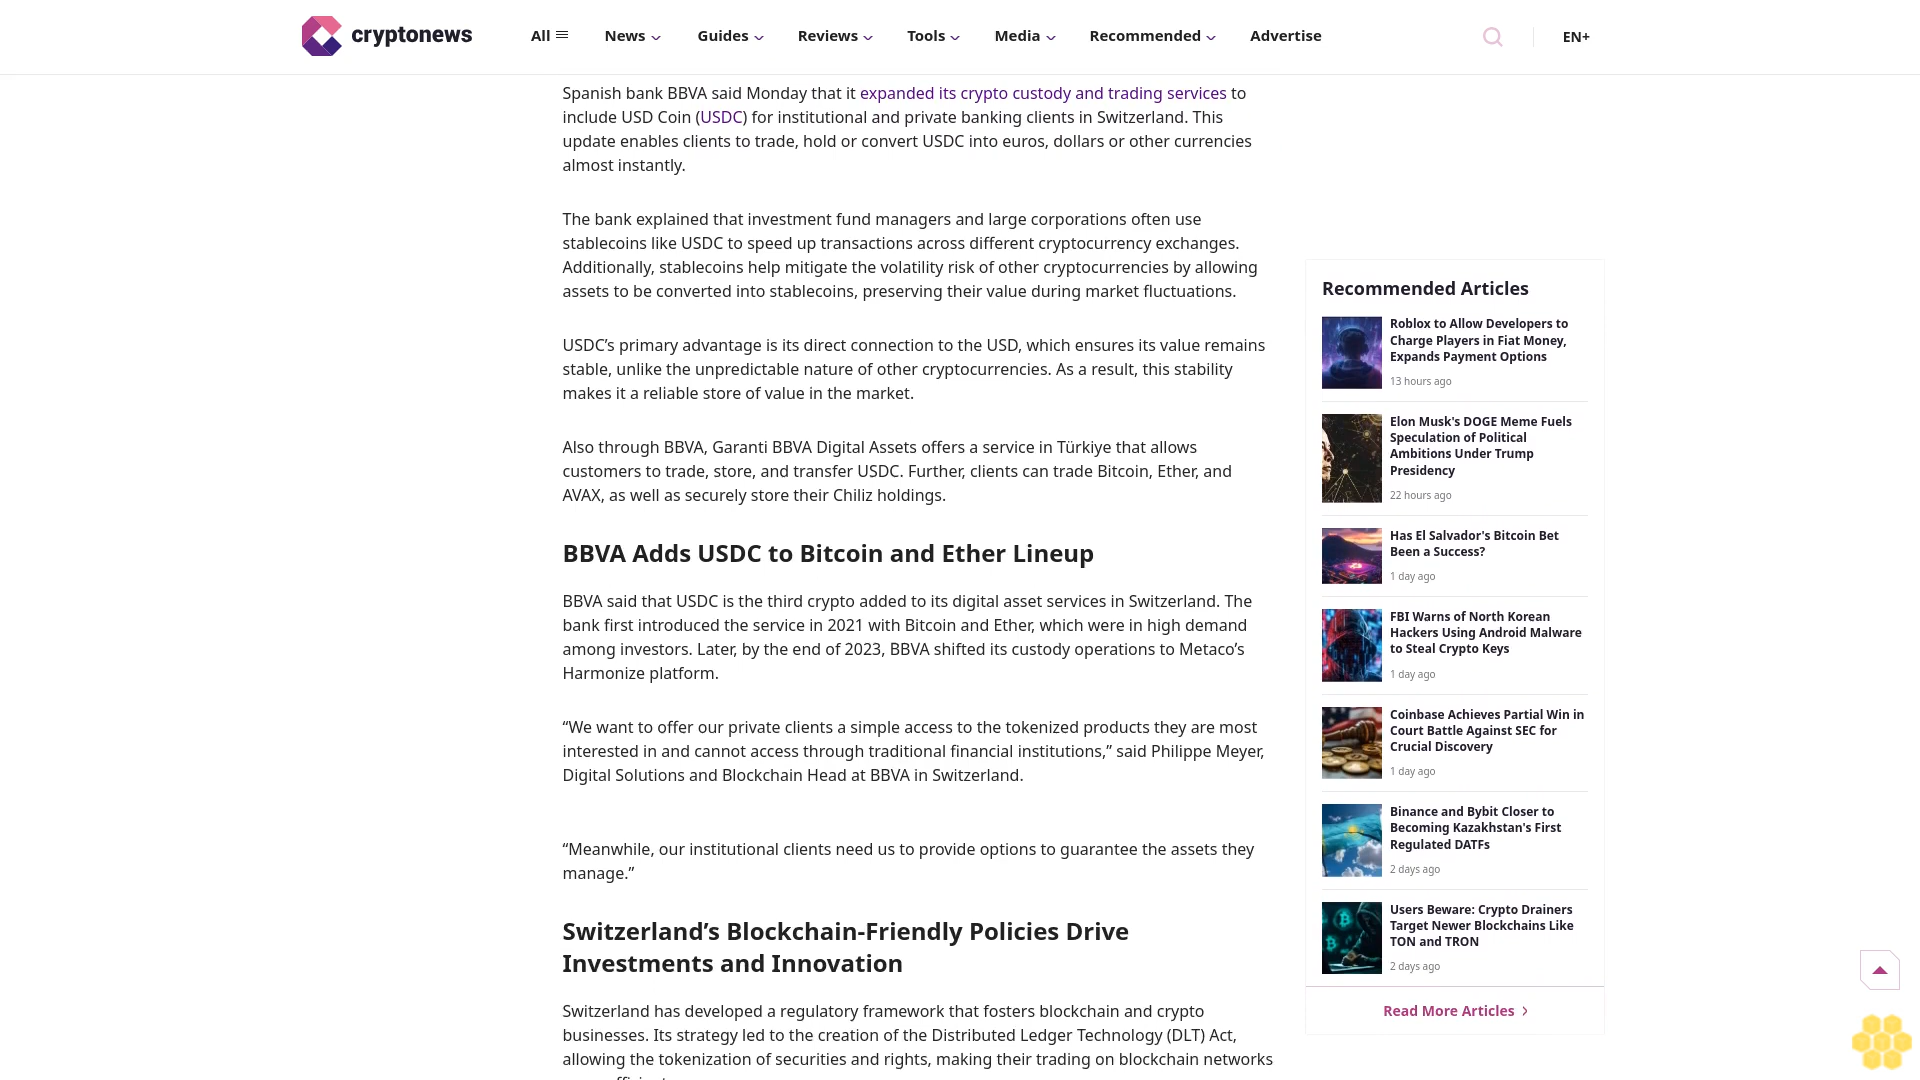 cryptonews
All
News
Guides
Reviews
Tools
Media
Recommended
Advertise
EN+
Spanish bank BBVA said Monday that it expanded its crypto custody and trading services to
include USD Coin (USDC) for institutional and private banking clients in Switzerland. This
update enables clients to trade, hold or convert USDC into euros, dollars or other currencies
almost instantly.
The bank explained that investment fund managers and large corporations often use
stablecoins like USDC to speed up transactions across different cryptocurrency exchanges.
Additionally, stablecoins help mitigate the volatility risk of other cryptocurrencies by allowing
assets to be converted into stablecoins, preserving their value during market fluctuations.
USDC’s primary advantage is its direct connection to the USD, which ensures its value remains
stable, unlike the unpredictable nature of other cryptocurrencies. As a result, this stability
makes it a reliable store of value in the market.
Also through BBVA, Garanti BBVA Digital Assets offers a service in Türkiye that allows
customers to trade, store, and transfer USDC. Further, clients can trade Bitcoin, Ether, and
AVAX, as well as securely store their Chiliz holdings.
BBVA Adds USDC to Bitcoin and Ether Lineup
BBVA said that USDC is the third crypto added to its digital asset services in Switzerland. The
bank first introduced the service in 2021 with Bitcoin and Ether, which were in high demand
among investors. Later, by the end of 2023, BBVA shifted its custody operations to Metaco’s
Harmonize platform.
“We want to offer our private clients a simple access to the tokenized products they are most
interested in and cannot access through traditional financial institutions,” said Philippe Meyer,
Digital Solutions and Blockchain Head at BBVA in Switzerland.
“Meanwhile, our institutional clients need us to provide options to guarantee the assets they
manage.”
Switzerland’s Blockchain-Friendly Policies Drive
Investments and Innovation
Switzerland has developed a regulatory framework that fosters blockchain and crypto
businesses. Its strategy led to the creation of the Distributed Ledger Technology (DLT) Act,
allowing the tokenization of securities and rights, making their trading on blockchain networks
Recommended Articles
Roblox to Allow Developers to
Charge Players in Fiat Money,
Expands Payment Options
13 hours ago
Elon Musk's DOGE Meme Fuels
Speculation of Political
Ambitions Under Trump
Presidency
22 hours ago
Has El Salvador's Bitcoin Bet
Been a Success?
1 day ago
FBI Warns of North Korean
Hackers Using Android Malware
to Steal Crypto Keys
1 day ago
Coinbase Achieves Partial Win in
Court Battle Against SEC for
Crucial Discovery
1 day ago
Binance and Bybit Closer to
Becoming Kazakhstan's First
Regulated DATFs
2 days ago
Users Beware: Crypto Drainers
Target Newer Blockchains Like
TON and TRON
2 days ago
Read More Articles